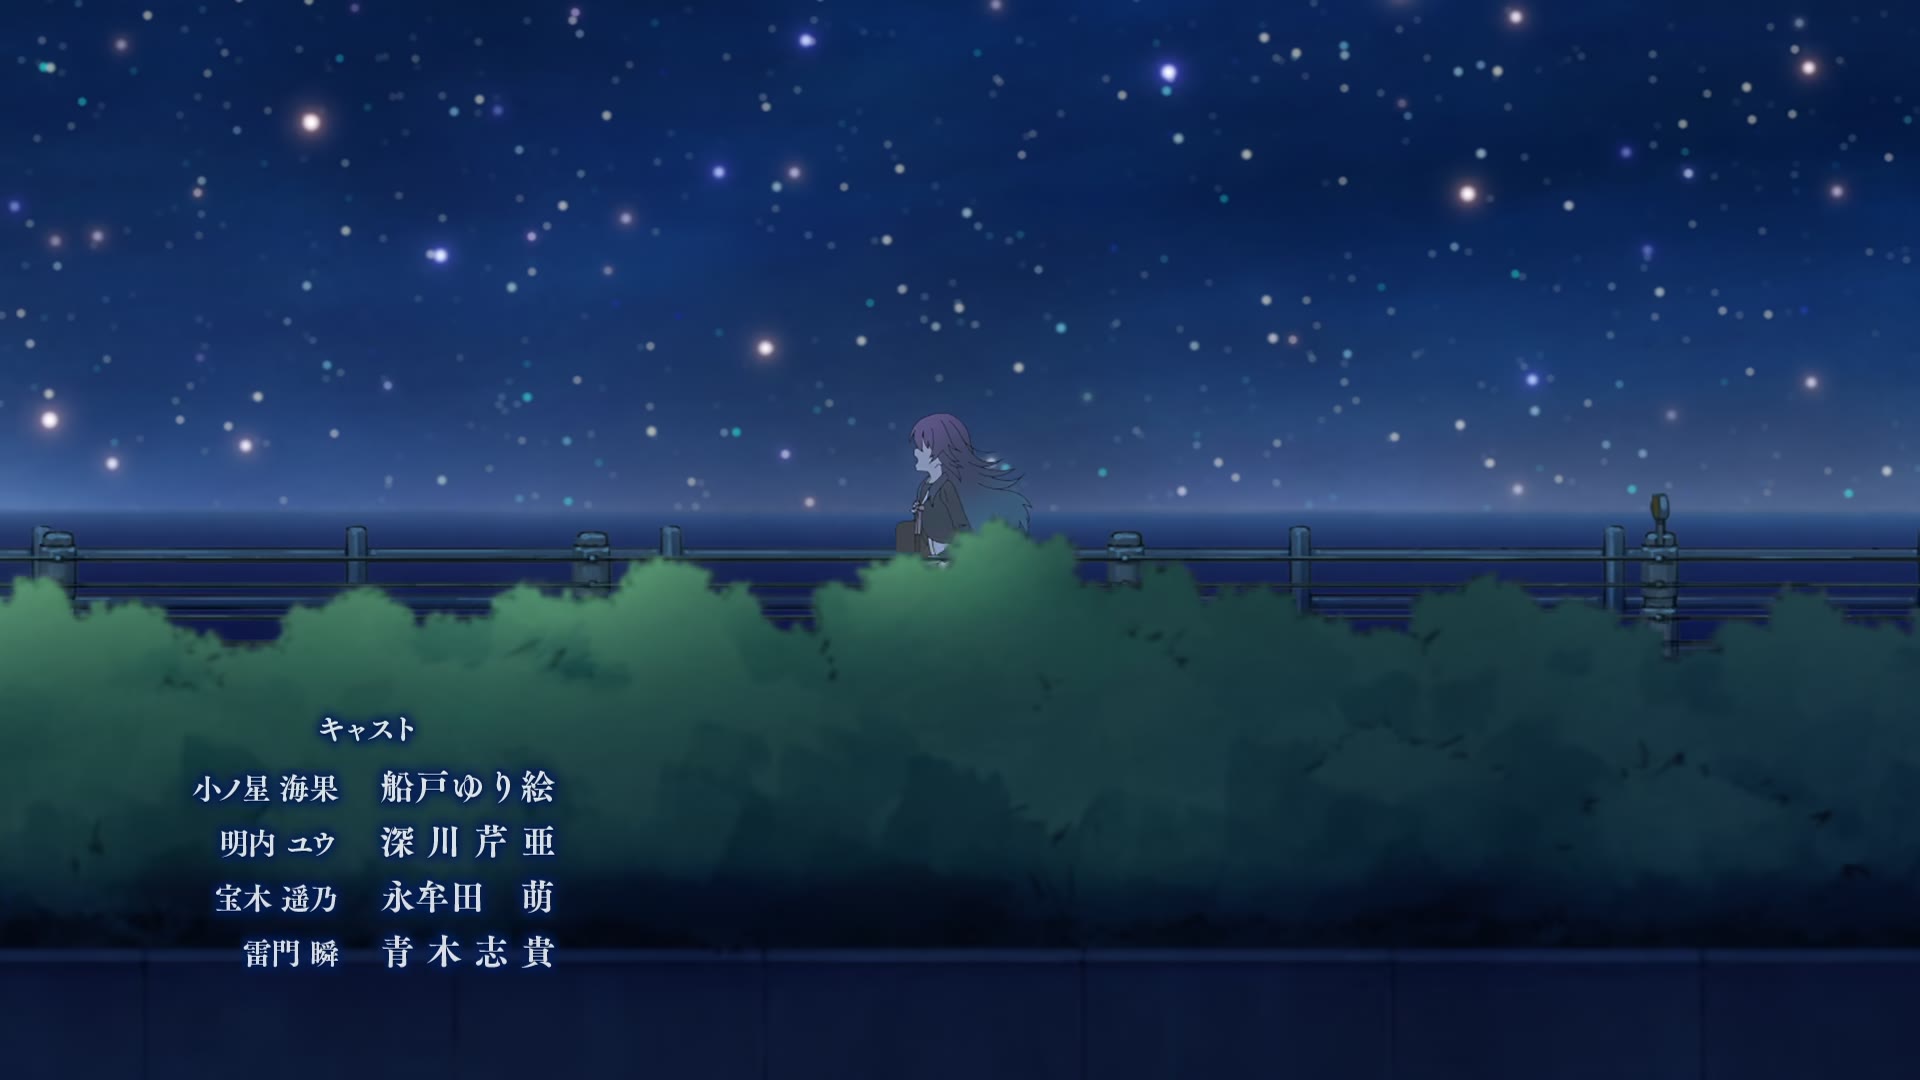 キャスト
小ノ星 海果 船戸ゆり絵
明内 ユウ 深川芹亜
宝木 遥乃 永牟田 萌
雷門 瞬 青木志貴